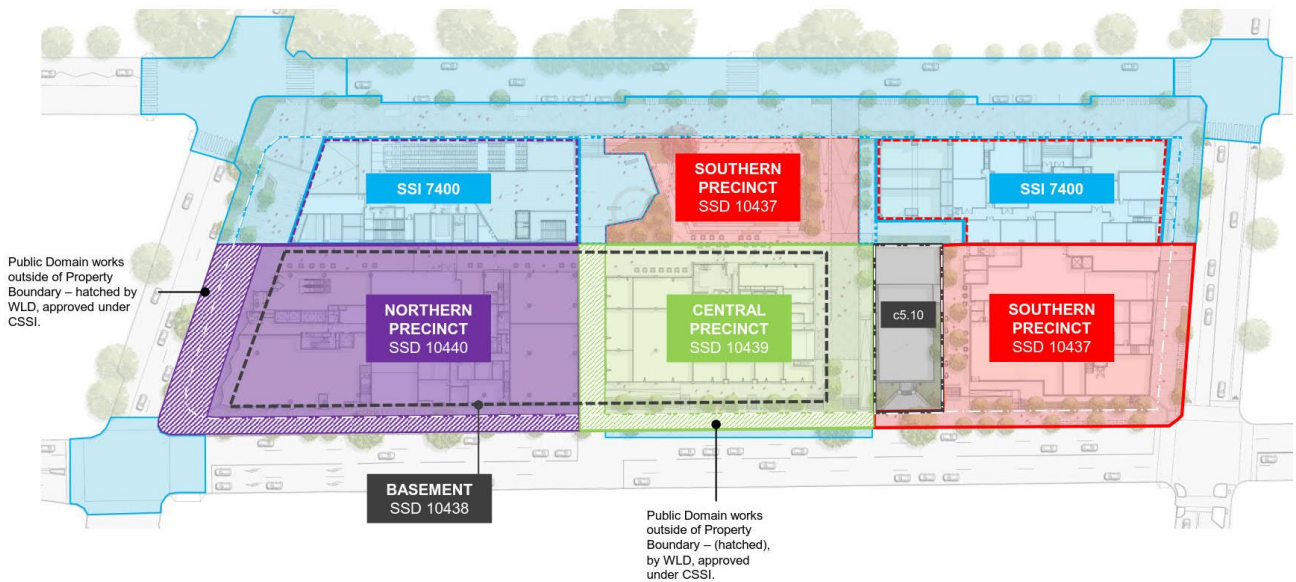 SSI 7400
SOUTHERN
PRECINCT
SSD 10437
SSI 7400
Public Domain works
outside of Property
Boundary – hatched by
WLD, approved under
CSSI.
NORTHERN
PRECINCT
SSD 10440
CENTRAL
PRECINCT
SSD 10439
c5.10
SOUTHERN
PRECINCT
SSD 10437
BASEMENT
SSD 10438
Public Domain works
outside of Property
Boundary – (hatched),
by WLD, approved
under CSSI.